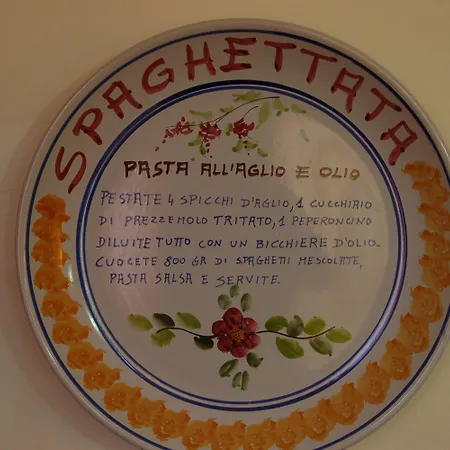 SPAGHETTATA
PASTA ALL'AGLIO E OLIO
PESTATE 4 SPICCHI D'AGLIO, 1 CUCCHIAIO
DI PREZZEMOLO TRITATO, 1 PEPERONCINO
DILUITE TUTTO CON UN BICCHIERE D'OLIO.
CUOCETE 800 GR DI SPAGHETTI MESCOLATE,
PASTA SALSA E SERVITE.